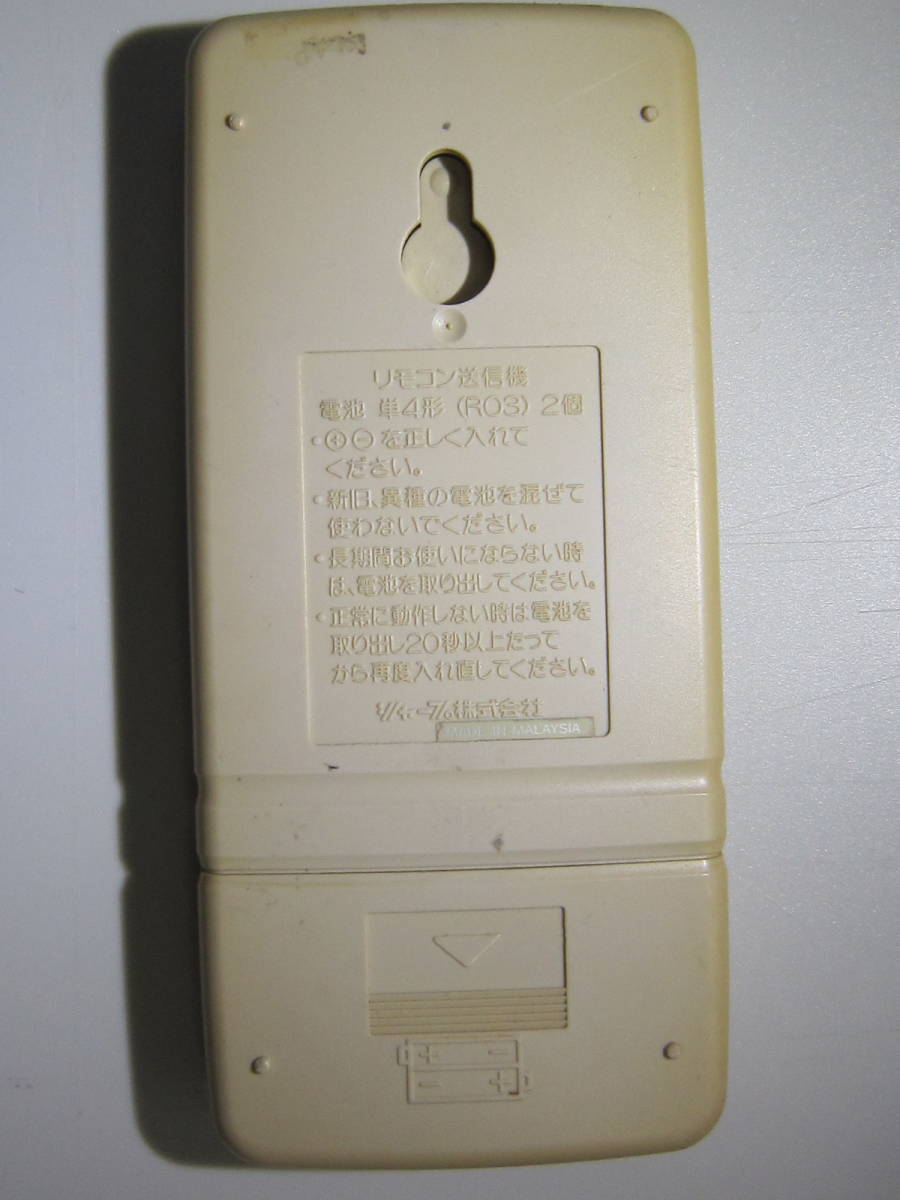 リモコン送信機
電池 単4形 (R03) 2個
・⊕⊖を正しく入れて
ください。
・新旧、異種の電池を混ぜて
使わないでください。
・長期間お使いにならない時
は、電池を取り出してください。
・正常に動作しない時は電池を
取り出し20秒以上たって
から再度入れ直してください。
シャープ株式会社
MADE IN MALAYSIA
+ −
− +